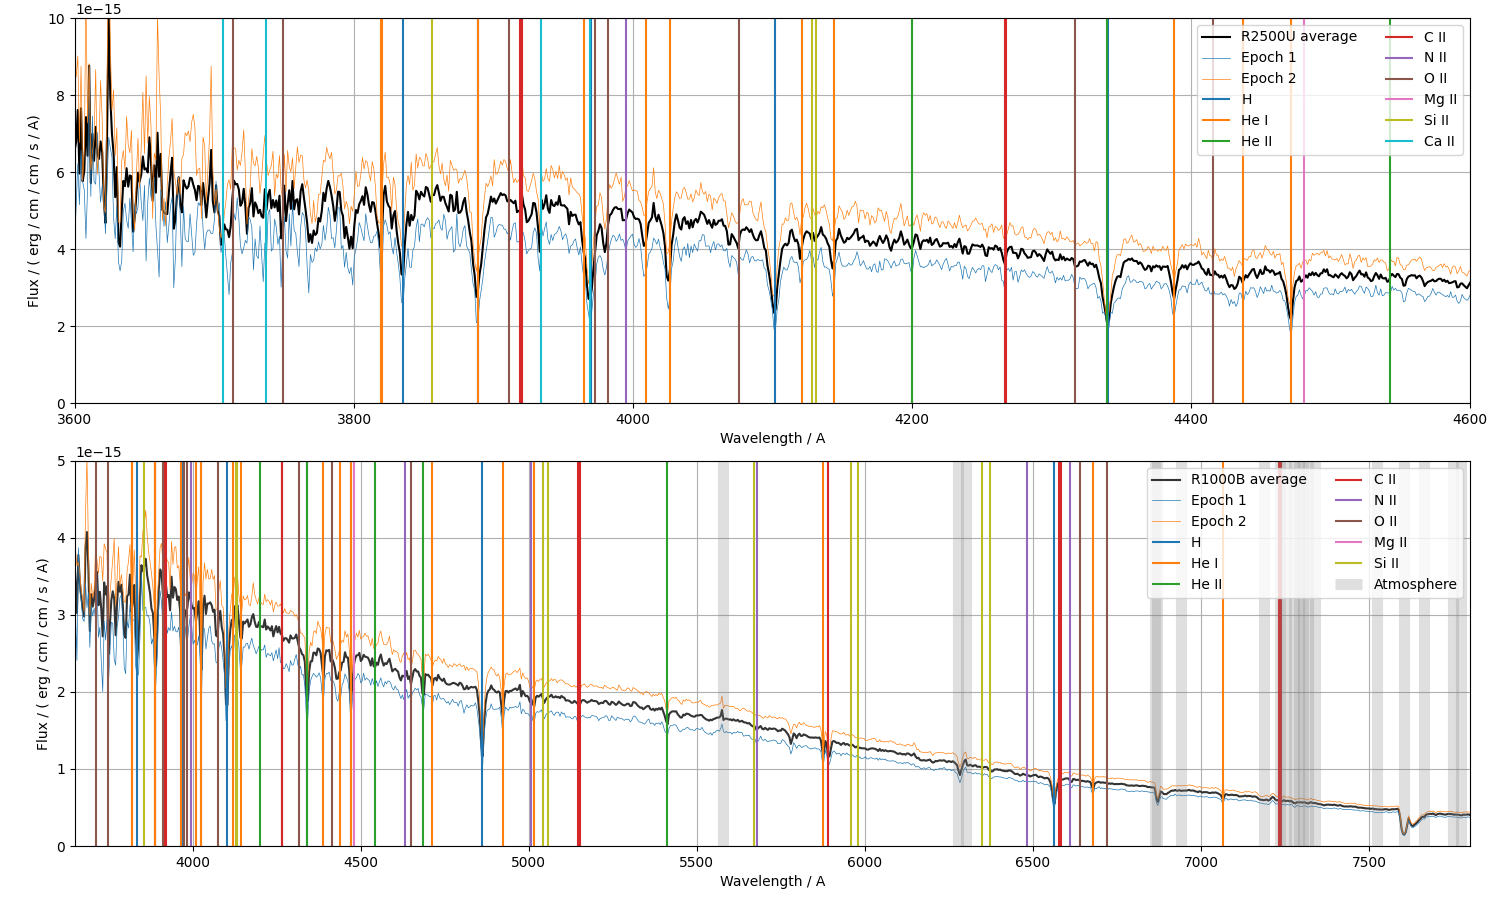 1e−15
10
8
6
4
2
0
Flux / ( erg / cm / cm / s / A)
3600
3800
4000
4200
4400
4600
Wavelength / A
R2500U average
Epoch 1
Epoch 2
H
He I
He II
C II
N II
O II
Mg II
Si II
Ca II
1e−15
5
4
3
2
1
0
Flux / ( erg / cm / cm / s / A)
4000
4500
5000
5500
6000
6500
7000
7500
Wavelength / A
R1000B average
Epoch 1
Epoch 2
H
He I
He II
C II
N II
O II
Mg II
Si II
Atmosphere